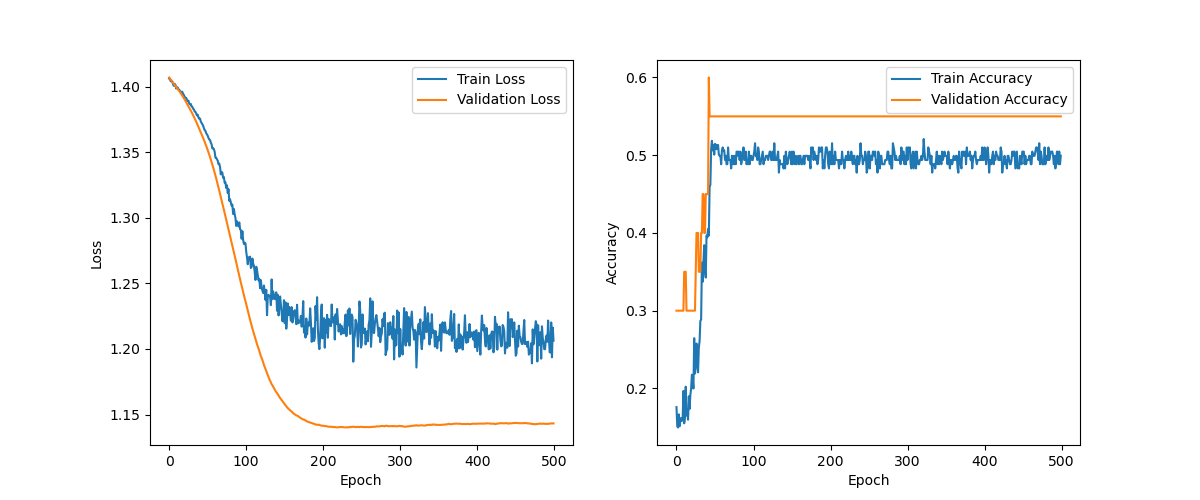 Train Loss
Validation Loss
1.40
1.35
1.30
1.25
1.20
1.15
Loss
0
100
200
300
400
500
Epoch
Train Accuracy
Validation Accuracy
0.6
0.5
0.4
0.3
0.2
Accuracy
0
100
200
300
400
500
Epoch